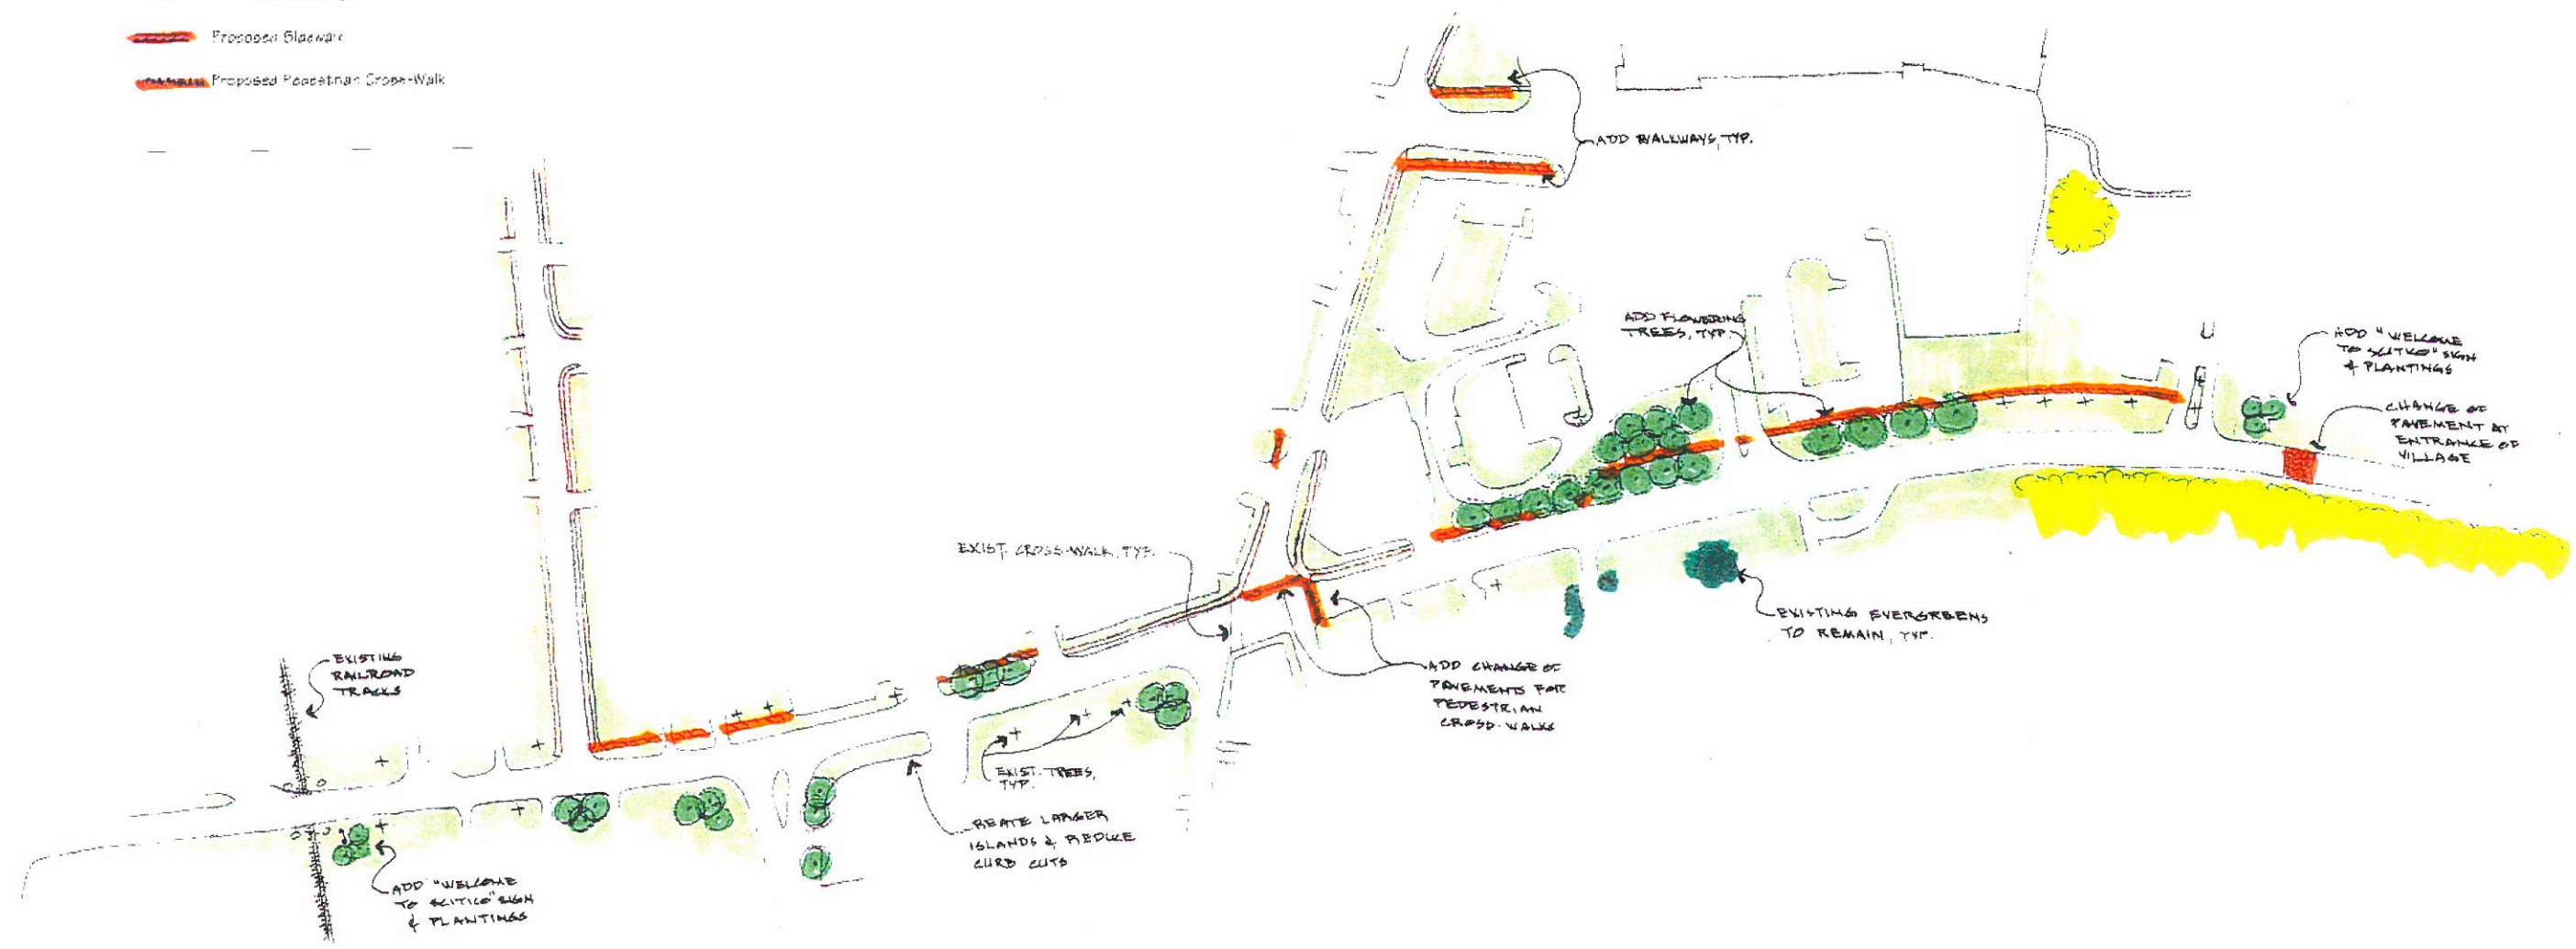 Proposed Sidewalk
Proposed Pedestrian Cross-Walk
ADD WALKWAYS, TYP.
ADD FLOWERING
TREES, TYP.
ADD "WELCOME
TO SCITICO" SIGN
& PLANTINGS
CHANGE OF
PAVEMENT AT
ENTRANCE OF
VILLAGE
EXIST. CROSS-WALK, TYP.
EXISTING EVERGREENS
TO REMAIN, TYP.
ADD CHANGE OF
PAVEMENTS FOR
PEDESTRIAN
CROSS-WALKS
EXISTING
RAILROAD
TRACKS
EXIST. TREES,
TYP.
REATE LARGER
ISLANDS & REDUCE
CURB CUTS
ADD "WELCOME
TO SCITICO" SIGN
& PLANTINGS